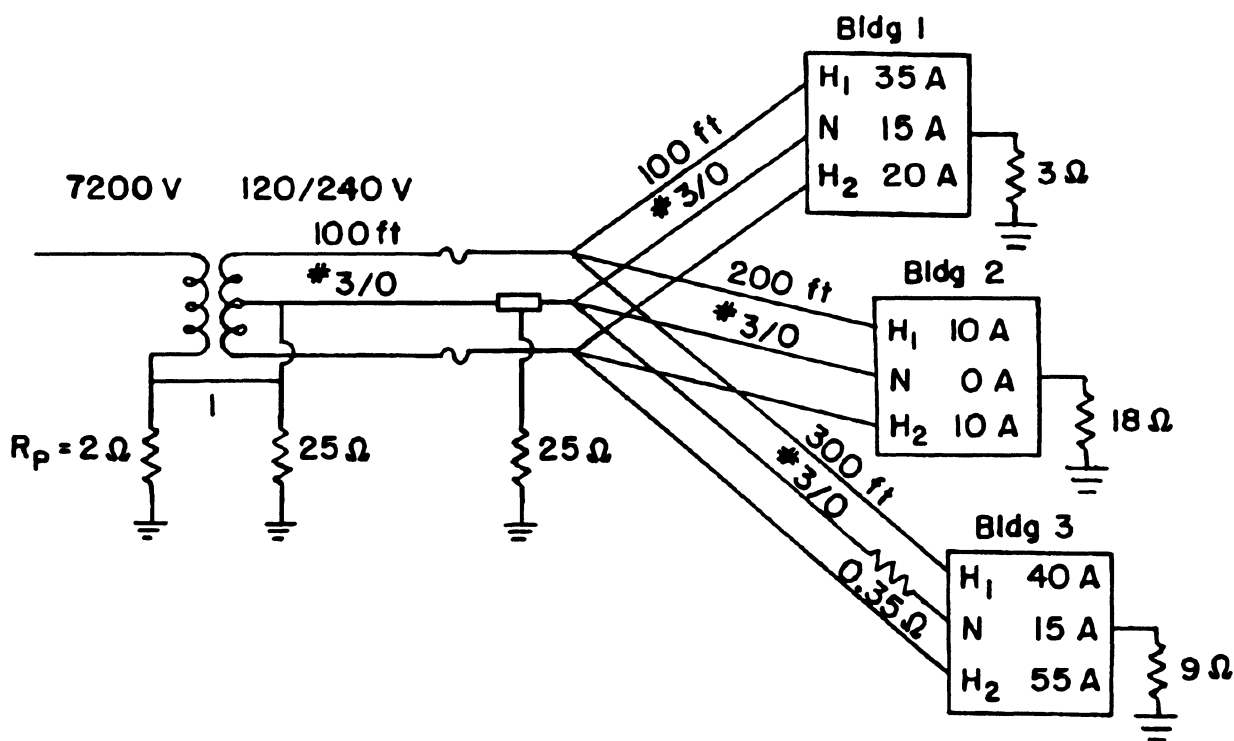 7200 V
120/240 V
100 ft
#3/0
1
Rp = 2 Ω
25 Ω
25 Ω
100 ft
#3/0
Bldg 1
H1 35 A
N 15 A
H2 20 A
3 Ω
200 ft
#3/0
Bldg 2
H1 10 A
N 0 A
H2 10 A
18 Ω
300 ft
#3/0
0.35 Ω
Bldg 3
H1 40 A
N 15 A
H2 55 A
9 Ω